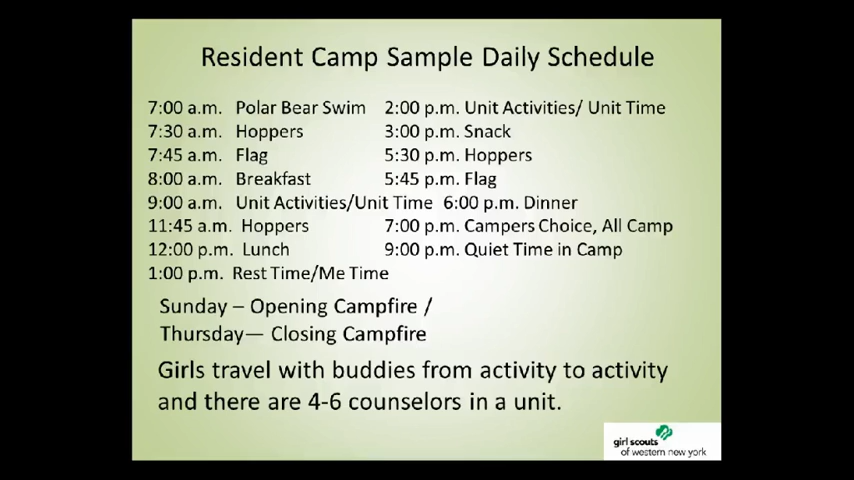 Resident Camp Sample Daily Schedule
7:00 a.m. Polar Bear Swim 2:00 p.m. Unit Activities/ Unit Time
7:30 a.m. Hoppers 3:00 p.m. Snack
7:45 a.m. Flag 5:30 p.m. Hoppers
8:00 a.m. Breakfast 5:45 p.m. Flag
9:00 a.m. Unit Activities/Unit Time 6:00 p.m. Dinner
11:45 a.m. Hoppers 7:00 p.m. Campers Choice, All Camp
12:00 p.m. Lunch 9:00 p.m. Quiet Time in Camp
1:00 p.m. Rest Time/Me Time
Sunday – Opening Campfire /
Thursday— Closing Campfire
Girls travel with buddies from activity to activity
and there are 4-6 counselors in a unit.
girl scouts
of western new york